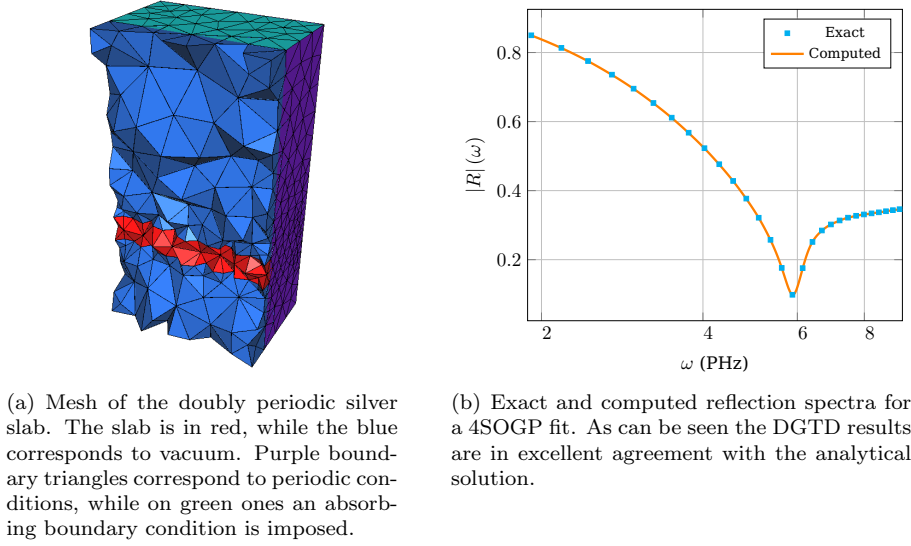 Exact
Computed
0.8
0.6
0.4
0.2
|R|(ω)
2
4
6
8
ω (PHz)
(a) Mesh of the doubly periodic silver
slab. The slab is in red, while the blue
corresponds to vacuum. Purple bound-
ary triangles correspond to periodic con-
ditions, while on green ones an absorb-
ing boundary condition is imposed.
(b) Exact and computed reflection spectra for
a 4SOGP fit. As can be seen the DGTD results
are in excellent agreement with the analytical
solution.